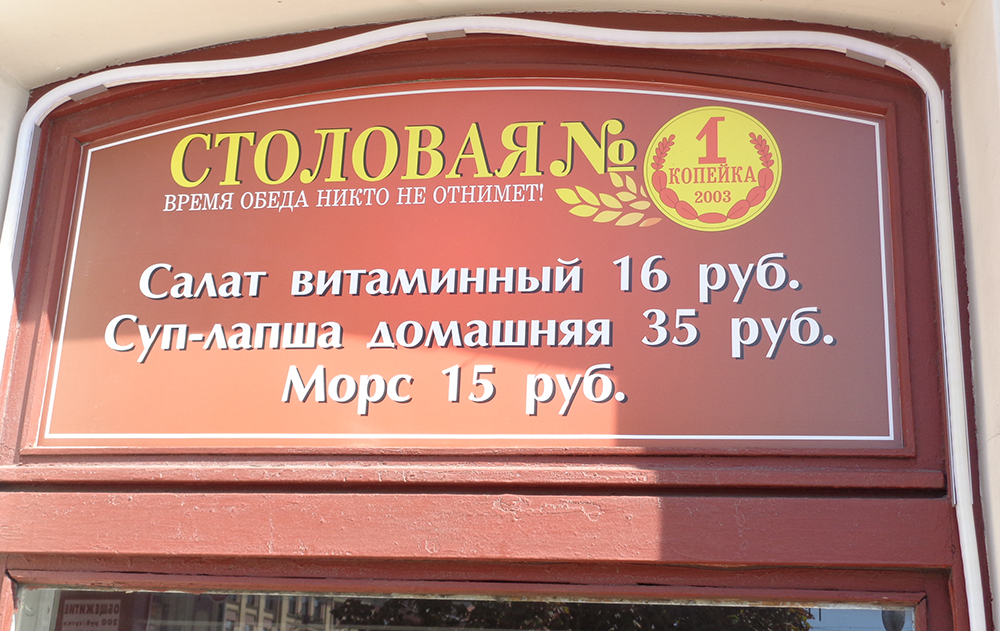 СТОЛОВАЯ №
1
КОПЕЙКА
2003
ВРЕМЯ ОБЕДА НИКТО НЕ ОТНИМЕТ!
Салат витаминный 16 руб.
Суп-лапша домашняя 35 руб.
Морс 15 руб.
ОБЩЕЖИТИЕ